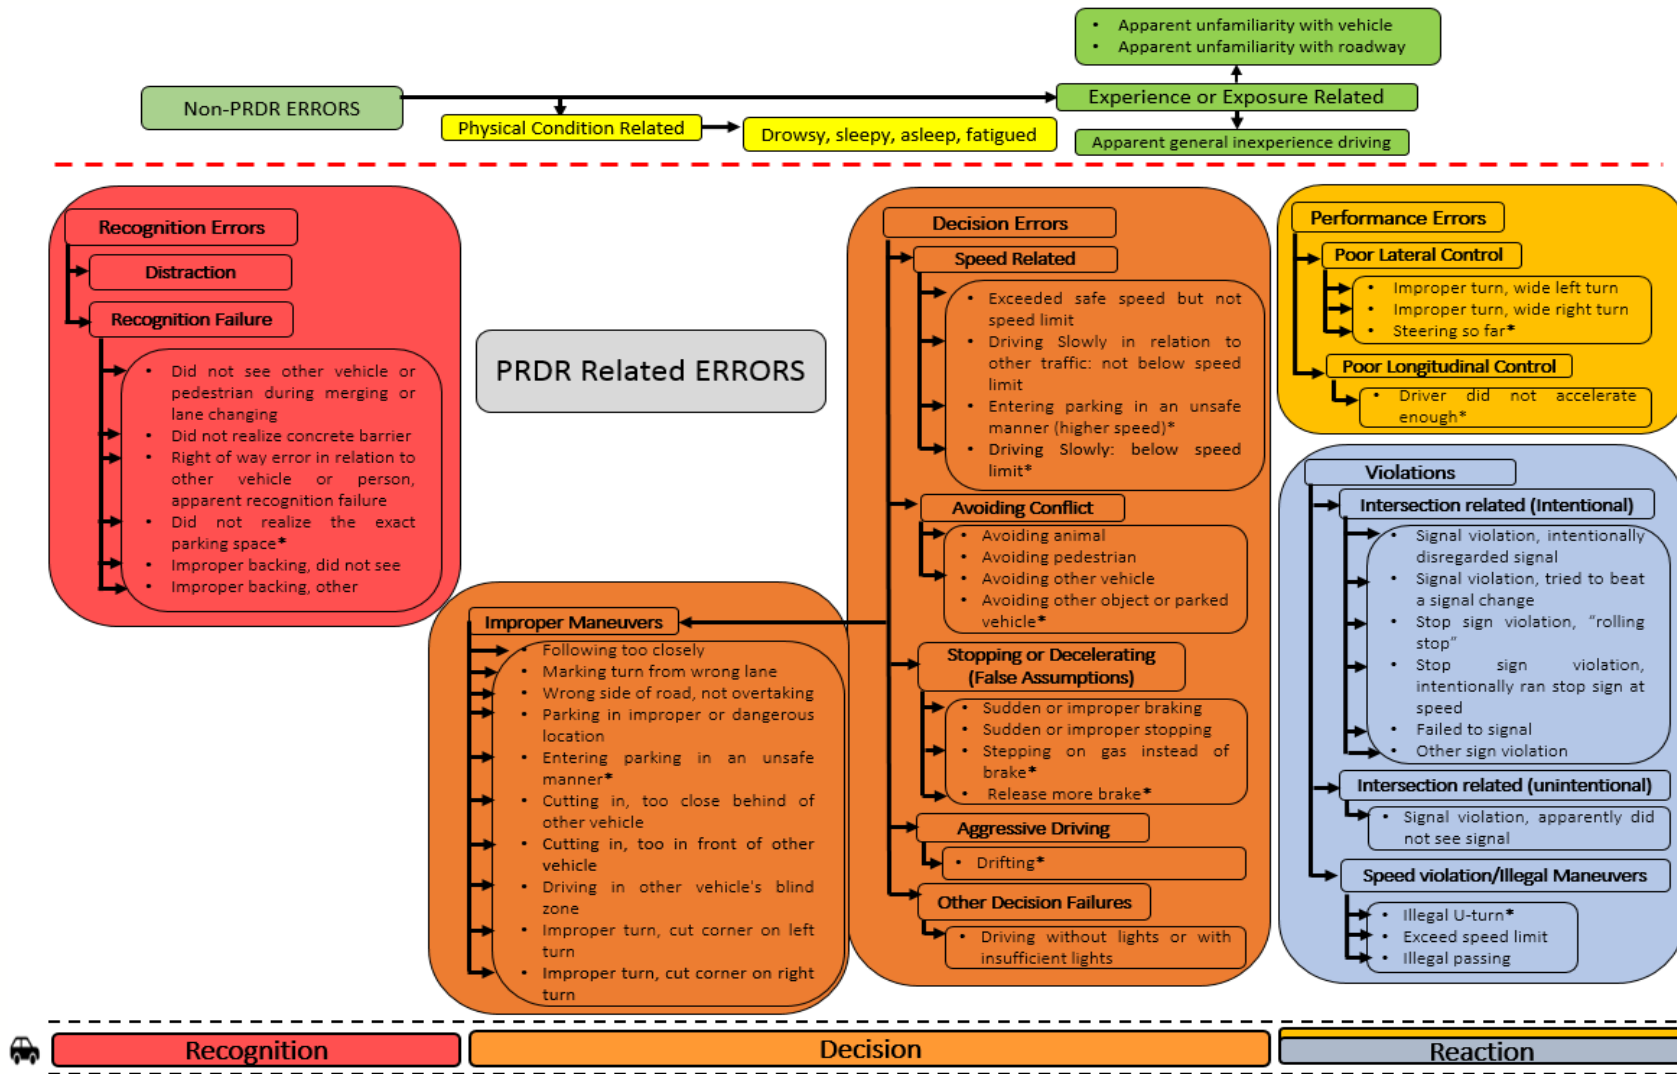 • Apparent unfamiliarity with vehicle
• Apparent unfamiliarity with roadway
Non-PRDR ERRORS
Experience or Exposure Related
Physical Condition Related
Drowsy, sleepy, asleep, fatigued
Apparent general inexperience driving
Recognition Errors
Distraction
Recognition Failure
• Did not see other vehicle or
pedestrian during merging or
lane changing
• Did not realize concrete barrier
• Right of way error in relation to
other vehicle or person,
apparent recognition failure
• Did not realize the exact
parking space*
• Improper backing, did not see
• Improper backing, other
PRDR Related ERRORS
Improper Maneuvers
• Following too closely
• Marking turn from wrong lane
• Wrong side of road, not overtaking
• Parking in improper or dangerous
location
• Entering parking in an unsafe
manner*
• Cutting in, too close behind of
other vehicle
• Cutting in, too in front of other
vehicle
• Driving in other vehicle's blind
zone
• Improper turn, cut corner on left
turn
• Improper turn, cut corner on right
turn
Decision Errors
Speed Related
• Exceeded safe speed but not
speed limit
• Driving Slowly in relation to
other traffic: not below speed
limit
• Entering parking in an unsafe
manner (higher speed)*
• Driving Slowly: below speed
limit*
Avoiding Conflict
• Avoiding animal
• Avoiding pedestrian
• Avoiding other vehicle
• Avoiding other object or parked
vehicle*
Stopping or Decelerating
(False Assumptions)
• Sudden or improper braking
• Sudden or improper stopping
• Stepping on gas instead of
brake*
• Release more brake*
Aggressive Driving
• Drifting*
Other Decision Failures
• Driving without lights or with
insufficient lights
Performance Errors
Poor Lateral Control
• Improper turn, wide left turn
• Improper turn, wide right turn
• Steering so far*
Poor Longitudinal Control
• Driver did not accelerate
enough*
Violations
Intersection related (Intentional)
• Signal violation, intentionally
disregarded signal
• Signal violation, tried to beat
a signal change
• Stop sign violation, “rolling
stop”
• Stop sign violation,
intentionally ran stop sign at
speed
• Failed to signal
• Other sign violation
Intersection related (unintentional)
• Signal violation, apparently did
not see signal
Speed violation/Illegal Maneuvers
• Illegal U-turn*
• Exceed speed limit
• Illegal passing
Recognition
Decision
Reaction